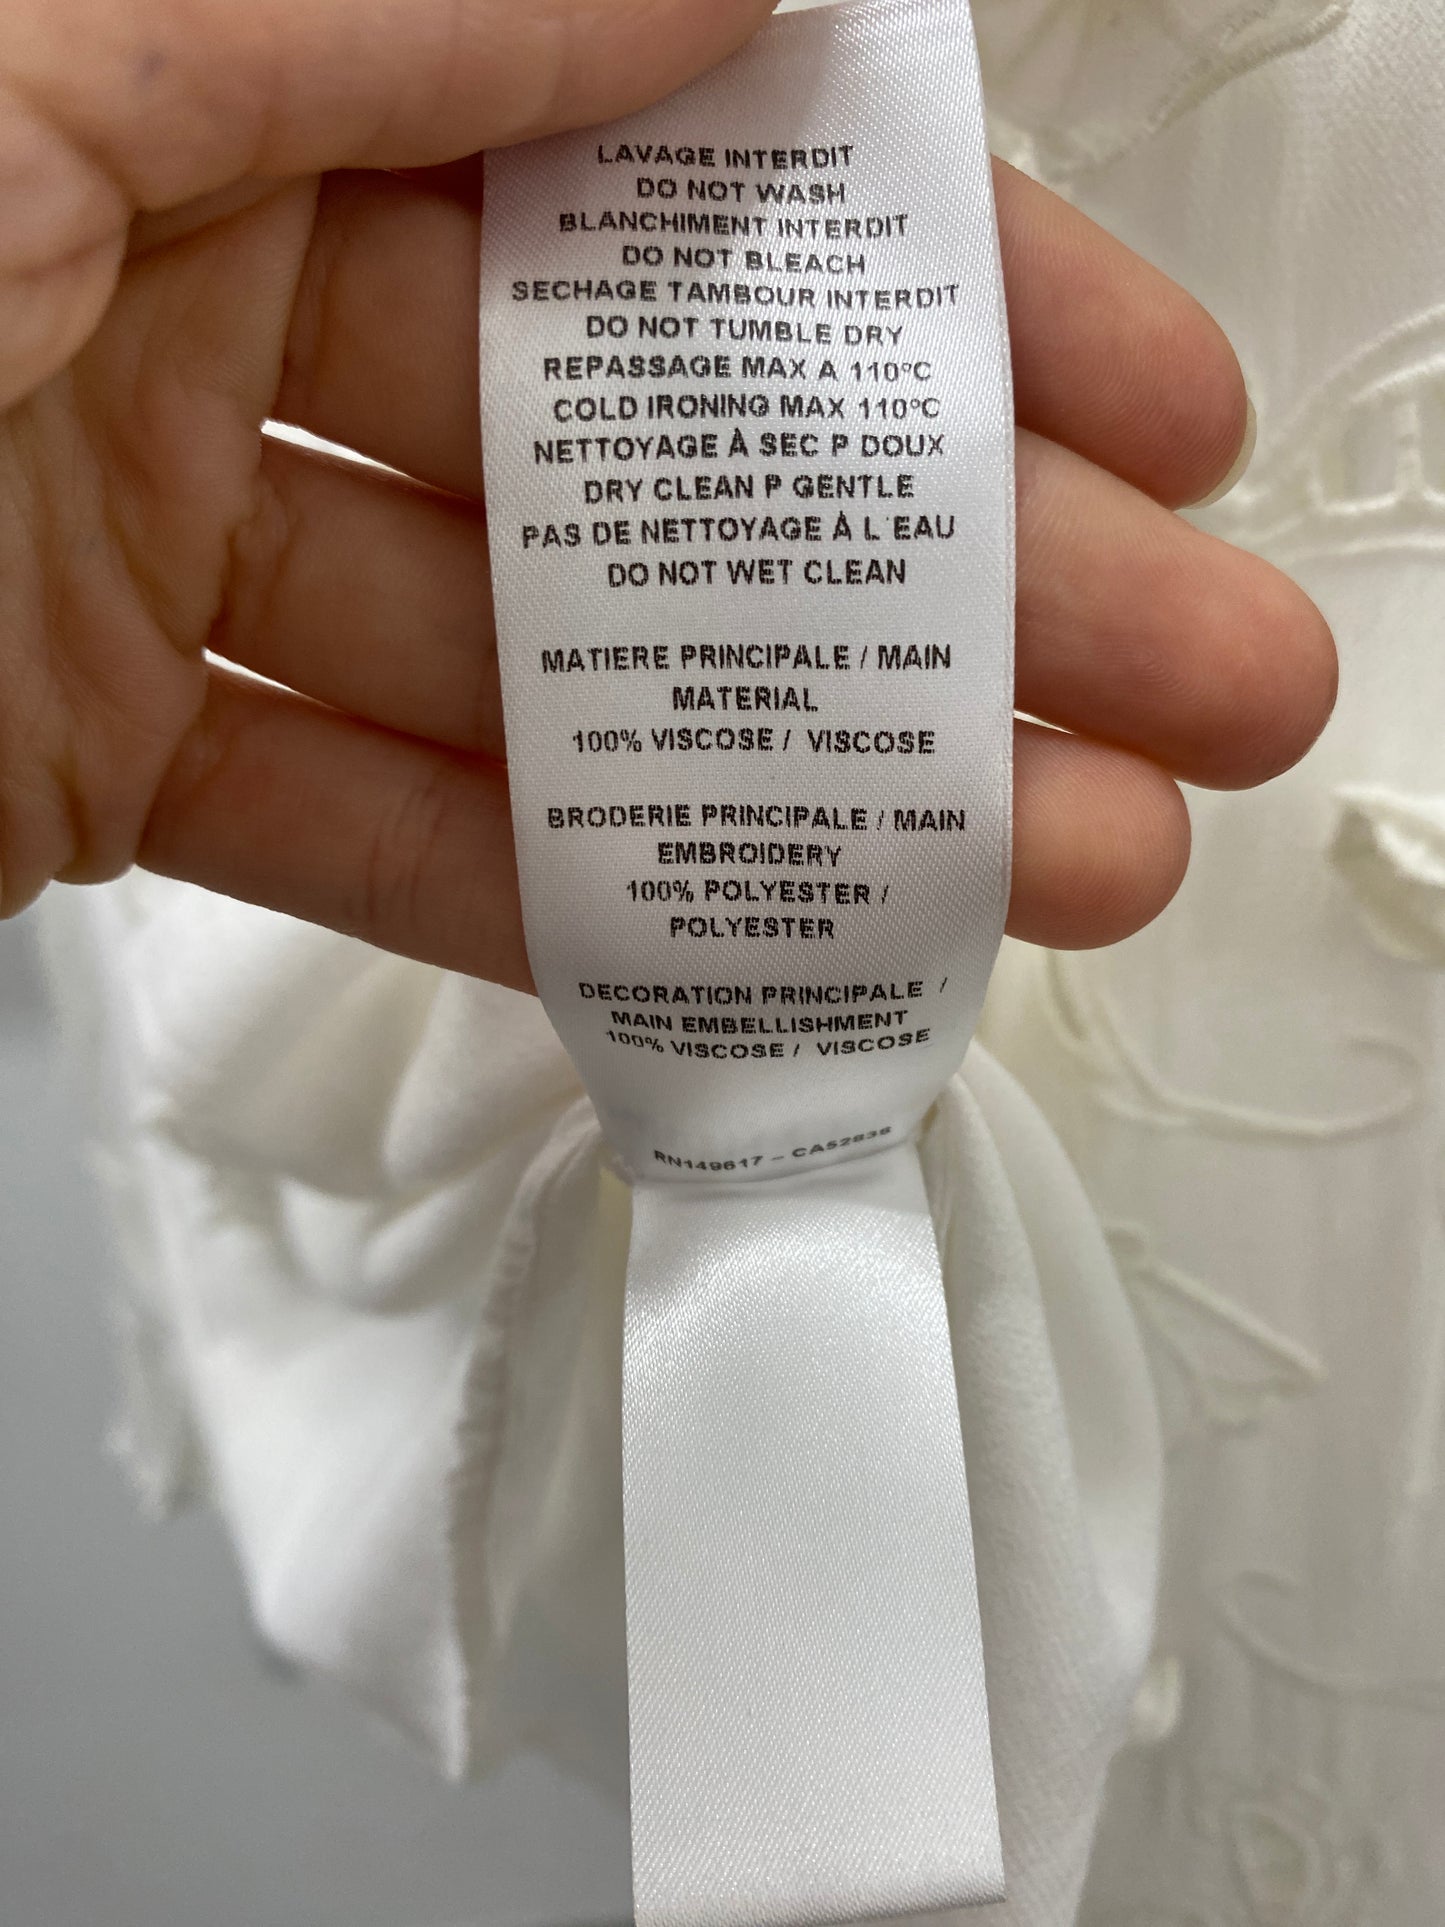 LAVAGE INTERDIT
DO NOT WASH
BLANCHIMENT INTERDIT
DO NOT BLEACH
SECHAGE TAMBOUR INTERDIT
DO NOT TUMBLE DRY
REPASSAGE MAX A 110°C
COLD IRONING MAX 110°C
NETTOYAGE À SEC P DOUX
DRY CLEAN P GENTLE
PAS DE NETTOYAGE À L'EAU
DO NOT WET CLEAN
MATIERE PRINCIPALE / MAIN
MATERIAL
100% VISCOSE / VISCOSE
BRODERIE PRINCIPALE / MAIN
EMBROIDERY
100% POLYESTER /
POLYESTER
DECORATION PRINCIPALE /
MAIN EMBELLISHMENT
100% VISCOSE / VISCOSE
RN149617 - CA52836